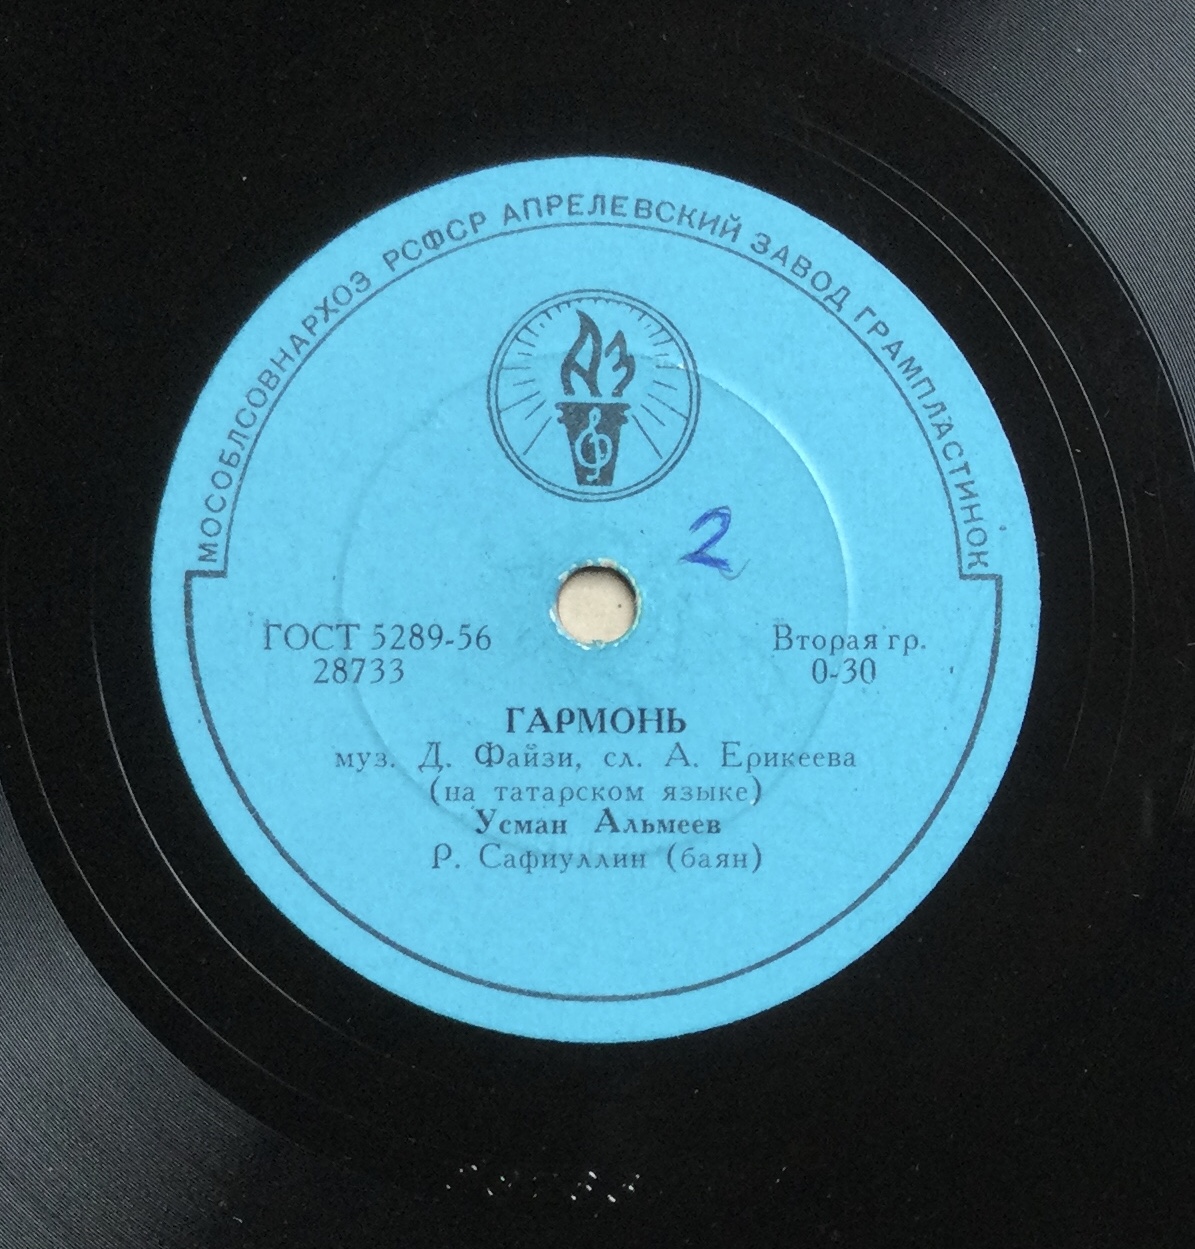 МОСОБЛСОВНАРХОЗ РСФСР АПРЕЛЕВСКИЙ ЗАВОД ГРАМПЛАСТИНОК
АЗ
2
ГОСТ 5289-56
28733
Вторая гр.
0-30
ГАРМОНЬ
муз. Д. Файзи, сл. А. Ерикеева
(на татарском языке)
Усман Альмеев
Р. Сафиуллин (баян)